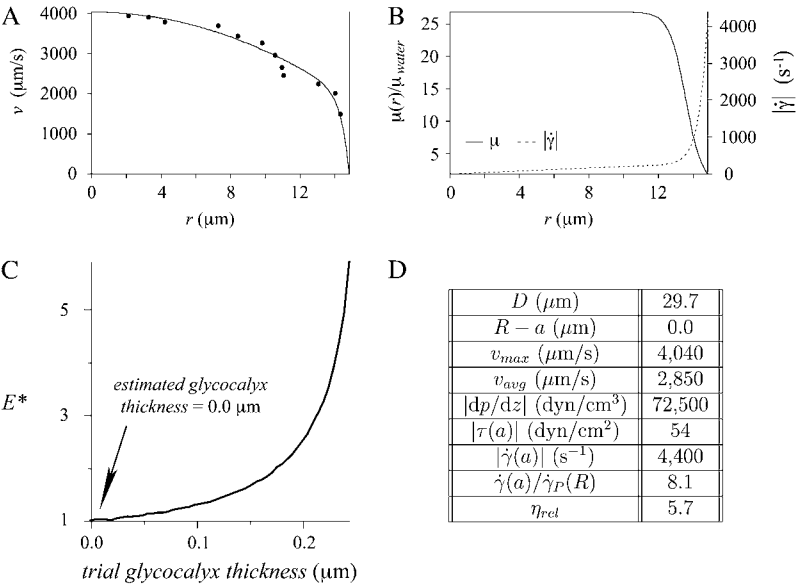 A
v (μm/s)
4000
3000
2000
1000
0
0 4 8 12
r (μm)
B
μ(r)/μwater
25
20
15
10
5
μ |γ̇|
4000
3000
2000
1000
0
|γ̇| (s⁻¹)
0 4 8 12
r (μm)
C
E*
5
3
1
estimated glycocalyx
thickness = 0.0 μm
0.0 0.1 0.2
trial glycocalyx thickness (μm)
D
D (μm) 29.7
R − a (μm) 0.0
vmax (μm/s) 4,040
vavg (μm/s) 2,850
|dp/dz| (dyn/cm³) 72,500
|τ(a)| (dyn/cm²) 54
|γ̇(a)| (s⁻¹) 4,400
γ̇(a)/γ̇P(R) 8.1
ηrel 5.7